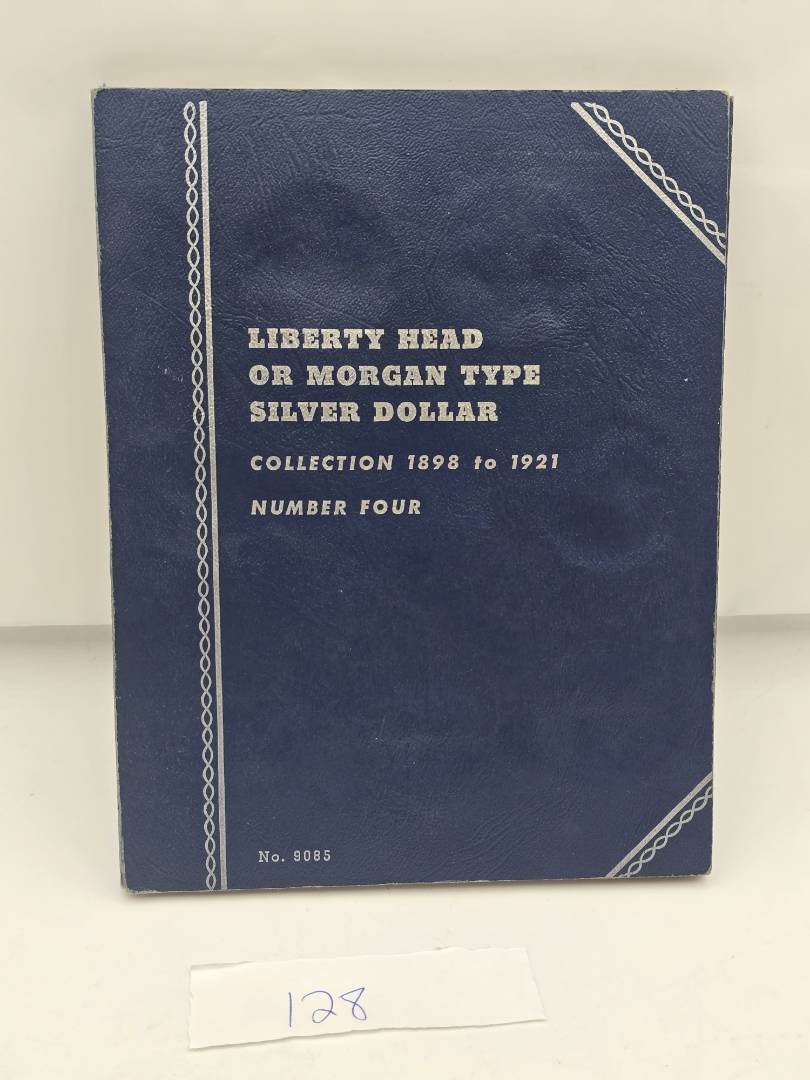 LIBERTY HEAD
OR MORGAN TYPE
SILVER DOLLAR
COLLECTION 1898 to 1921
NUMBER FOUR
No. 9085
128